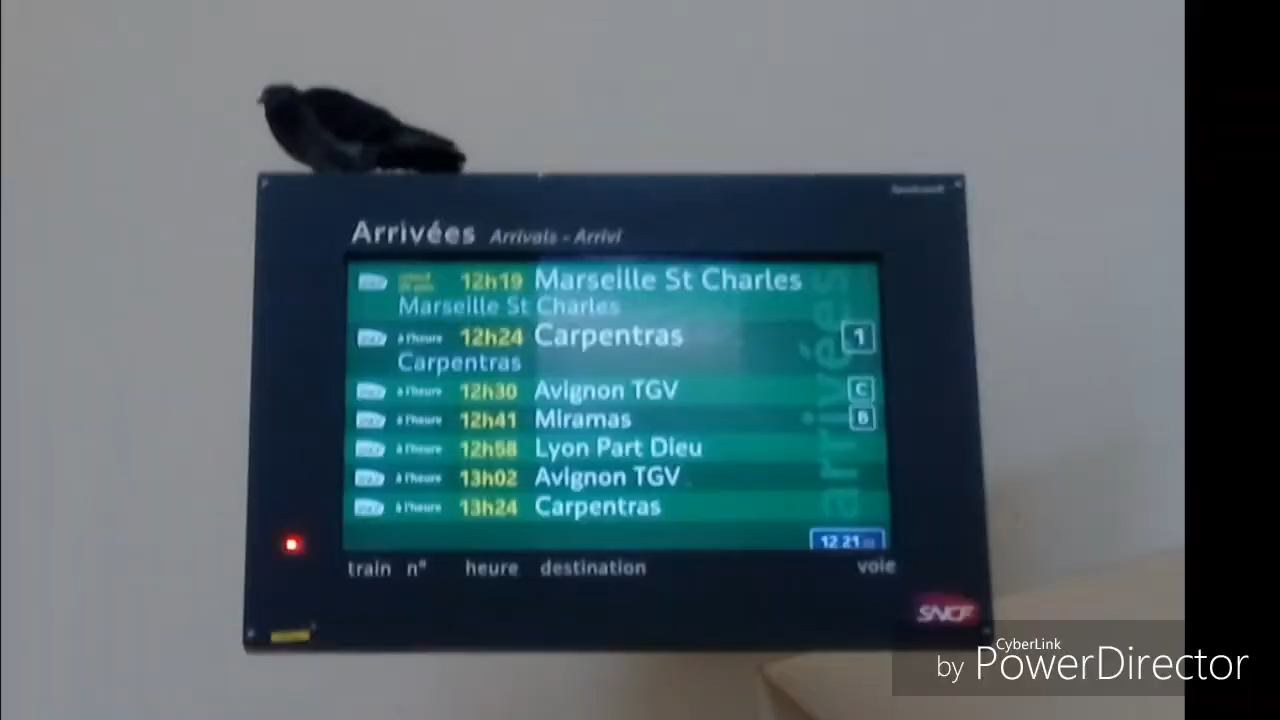 Arrivées Arrivals - Arrivi
12h19 Marseille St Charles
Marseille St Charles
à l'heure 12h24 Carpentras 1
Carpentras
à l'heure 12h30 Avignon TGV C
à l'heure 12h41 Miramas B
à l'heure 12h58 Lyon Part Dieu
à l'heure 13h02 Avignon TGV
à l'heure 13h24 Carpentras
arrivées
12 21
train n° heure destination voie
SNCF
CyberLink
by PowerDirector